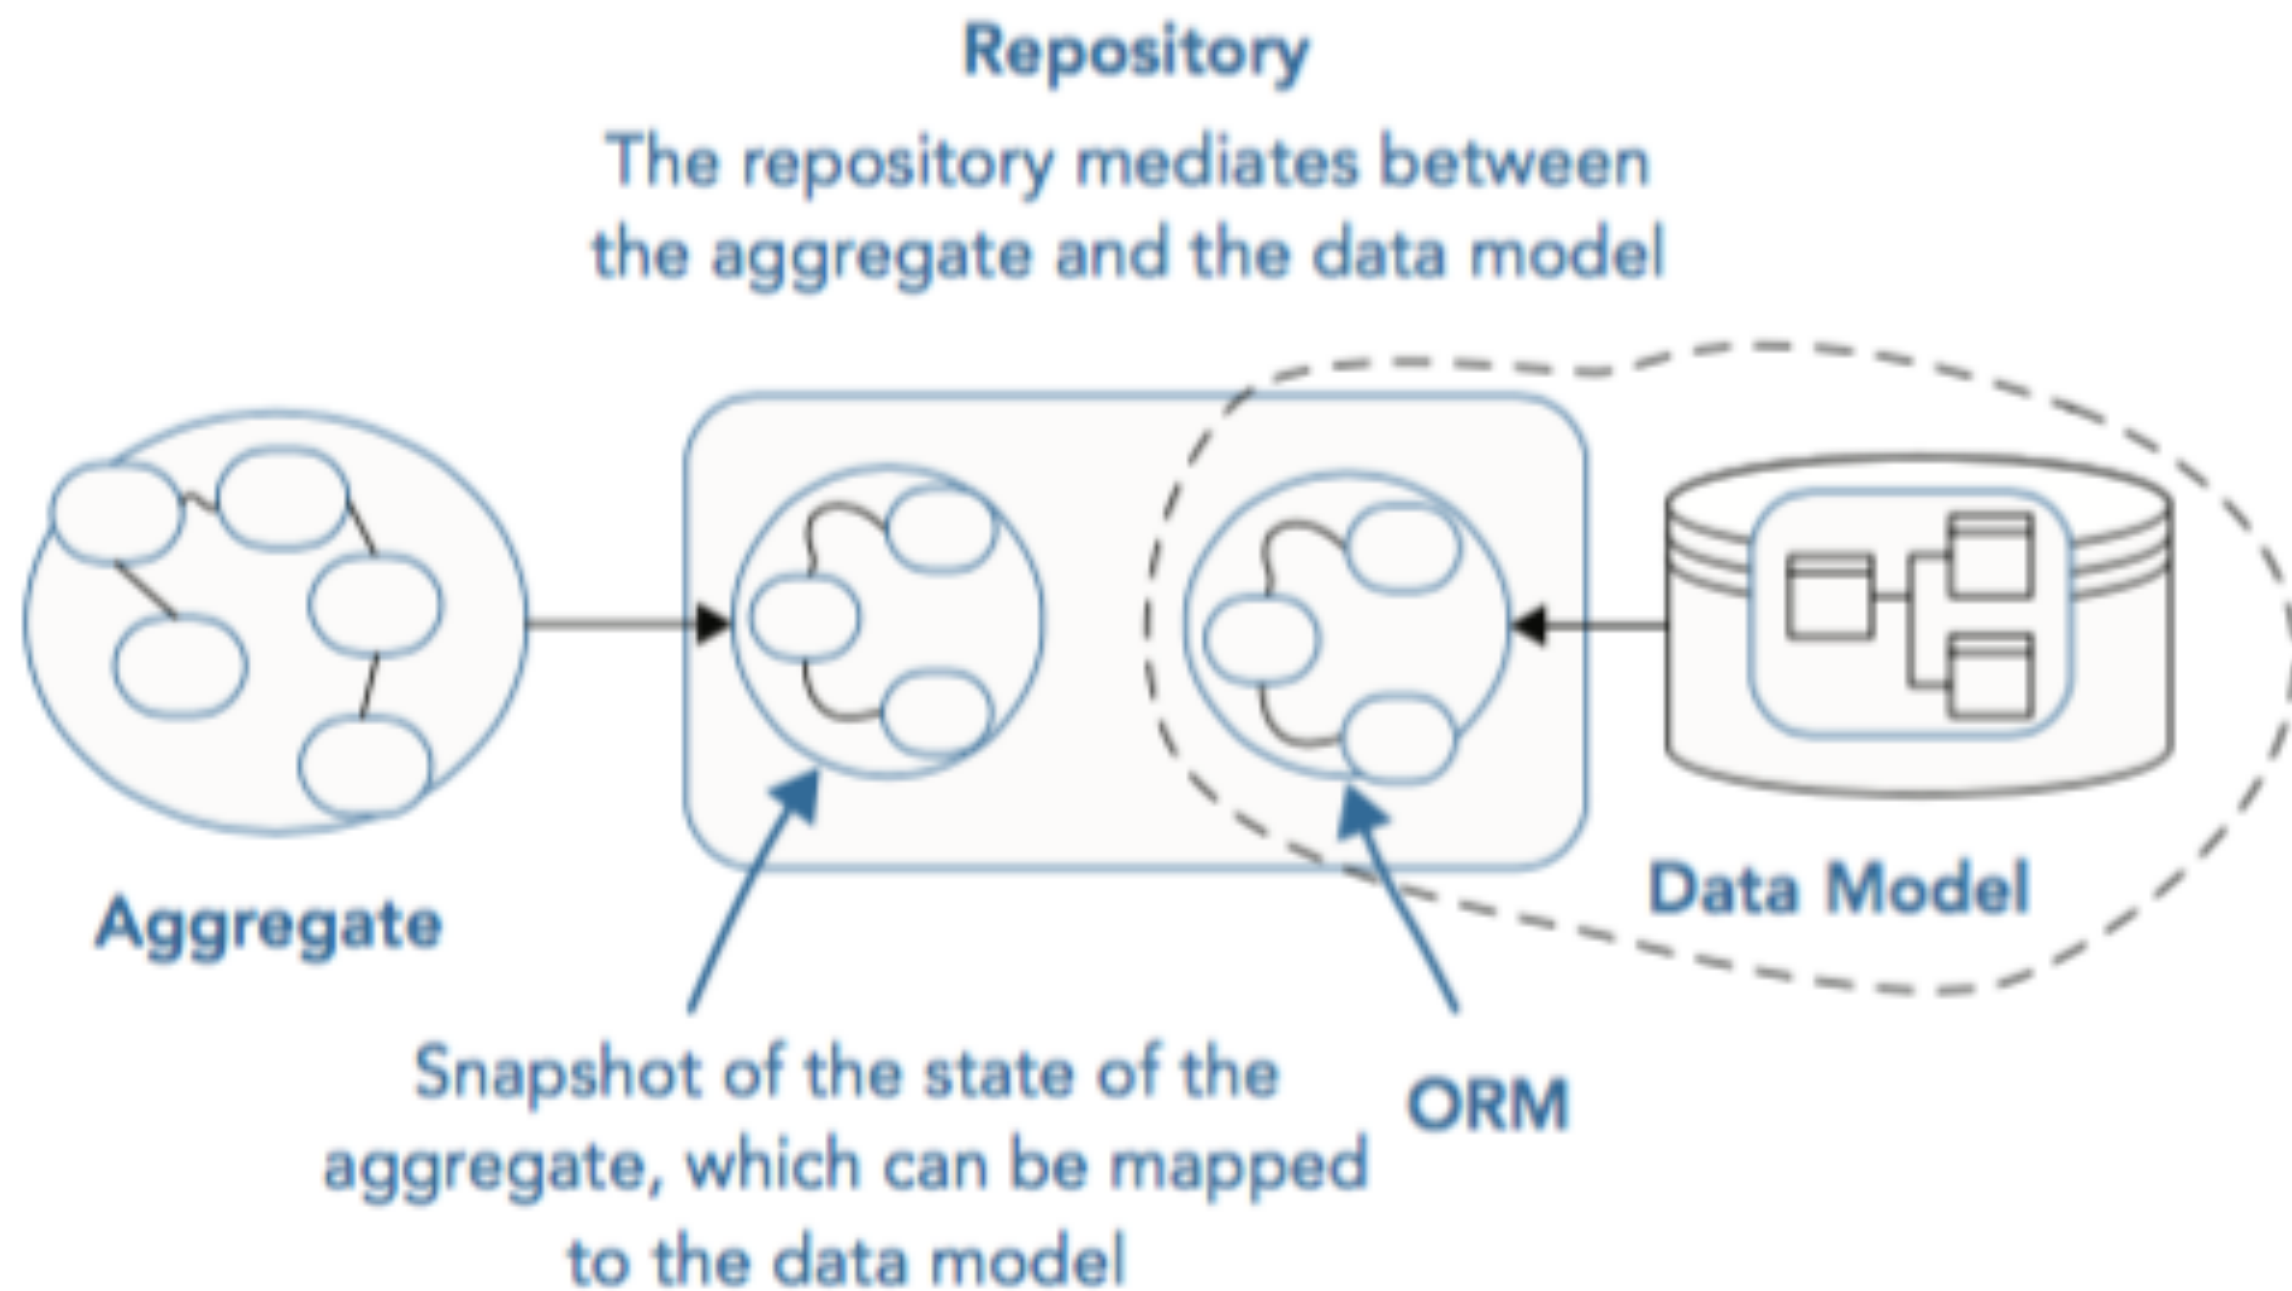 Repository
The repository mediates between
the aggregate and the data model
Aggregate
Data Model
Snapshot of the state of the
aggregate, which can be mapped
to the data model
ORM